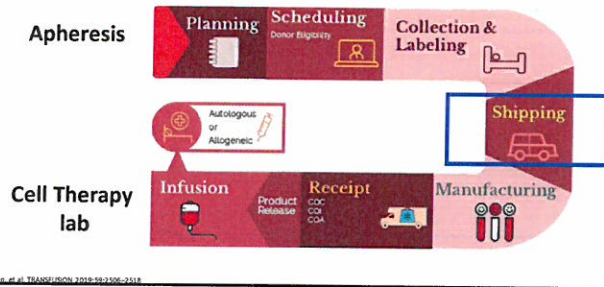 Apheresis
Planning
Scheduling
Donor Eligibility
Collection &
Labeling
Shipping
Autologous
or
Allogeneic
Cell Therapy
lab
Infusion
Product
Release
Receipt
COC
COI
COA
Manufacturing
et al. TRANSFUSION 2019;59:2506-2518